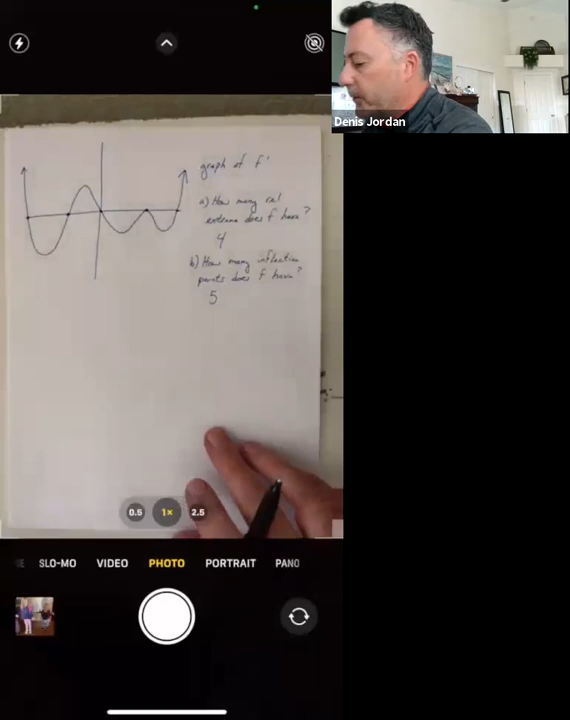 Denis Jordan
graph of f'
a) How many rel
extrema does f have?
4
b) How many inflection
points does f have?
5
0.5 1× 2.5
SLO-MO VIDEO PHOTO PORTRAIT PANO